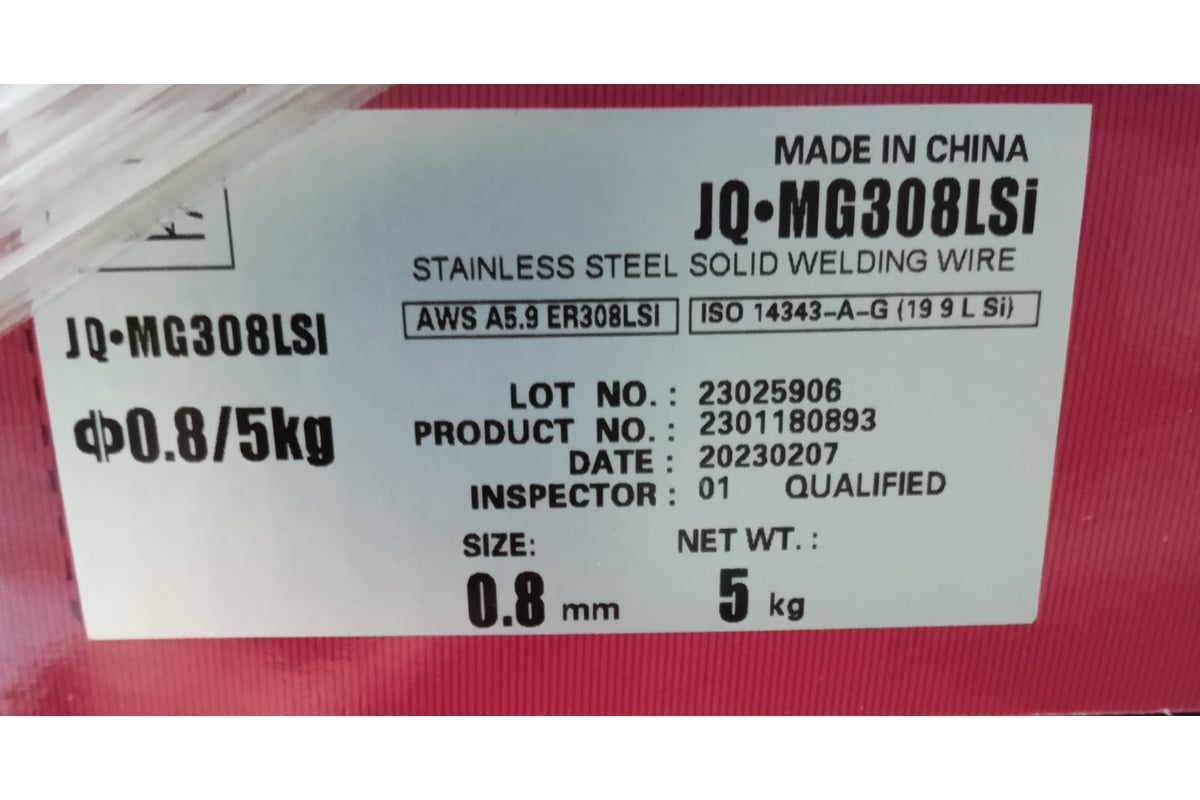 MADE IN CHINA
JQ•MG308LSi
STAINLESS STEEL SOLID WELDING WIRE
AWS A5.9 ER308LSI
ISO 14343-A-G (19 9 L Si)
JQ•MG308LSI
ф0.8/5kg
LOT NO.: 23025906
PRODUCT NO.: 2301180893
DATE: 20230207
INSPECTOR: 01 QUALIFIED
SIZE: NET WT.:
0.8 mm 5 kg